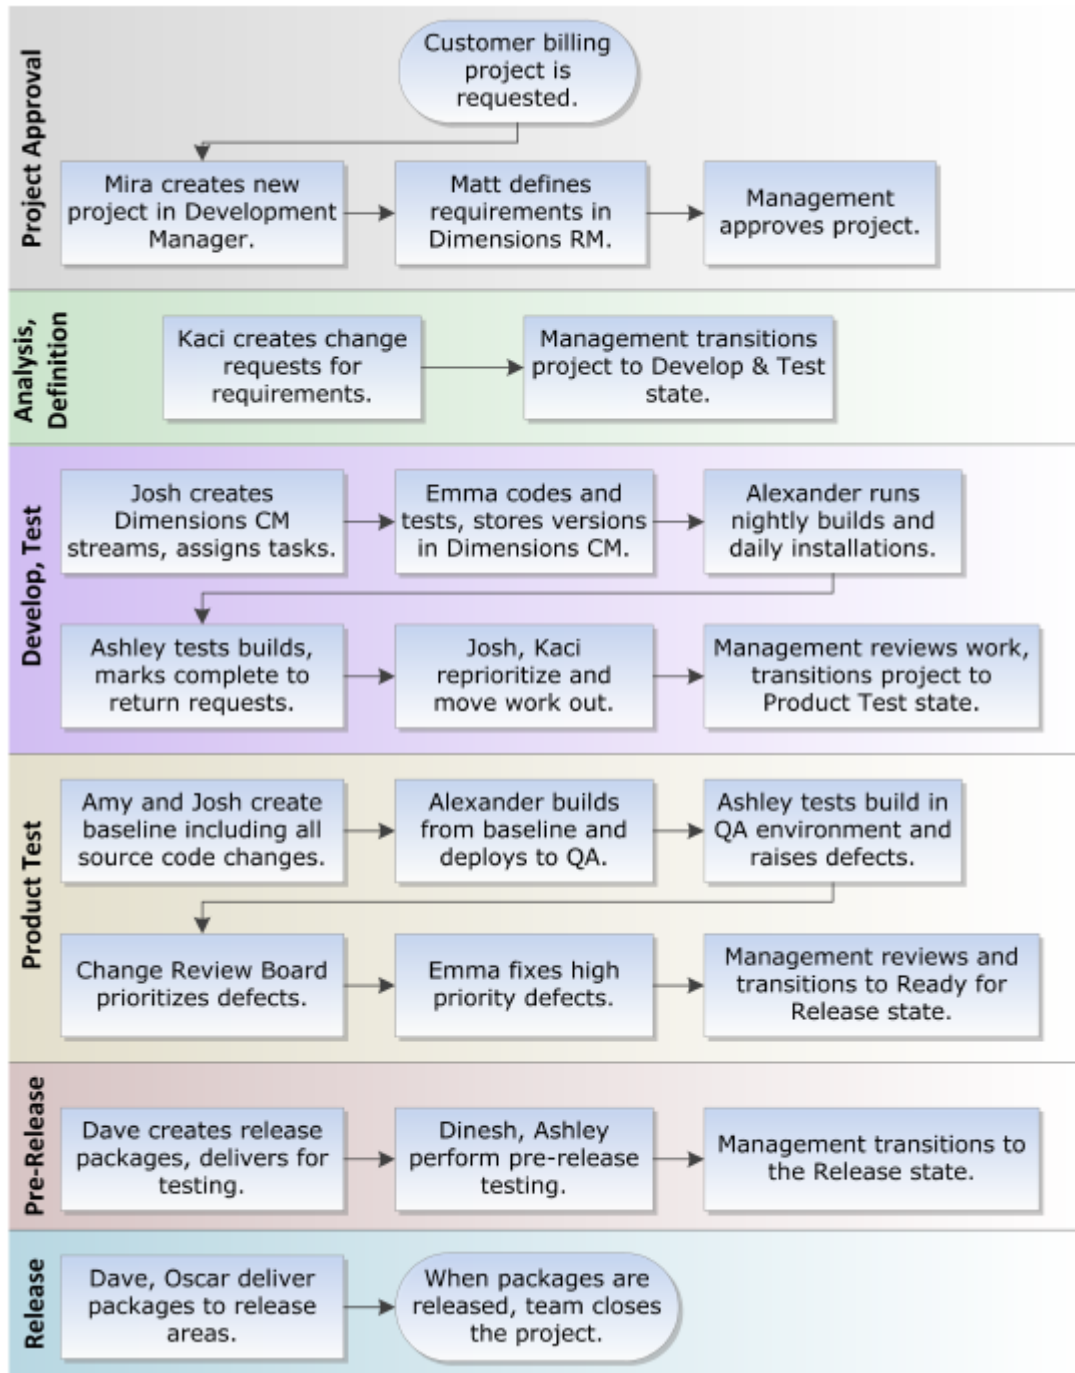 Project Approval
Customer billing
project is
requested.
Mira creates new
project in Development
Manager.
Matt defines
requirements in
Dimensions RM.
Management
approves project.
Analysis,
Definition
Kaci creates change
requests for
requirements.
Management transitions
project to Develop & Test
state.
Develop, Test
Josh creates
Dimensions CM
streams, assigns tasks.
Emma codes and
tests, stores versions
in Dimensions CM.
Alexander runs
nightly builds and
daily installations.
Ashley tests builds,
marks complete to
return requests.
Josh, Kaci
reprioritize and
move work out.
Management reviews work,
transitions project to
Product Test state.
Product Test
Amy and Josh create
baseline including all
source code changes.
Alexander builds
from baseline and
deploys to QA.
Ashley tests build in
QA environment and
raises defects.
Change Review Board
prioritizes defects.
Emma fixes high
priority defects.
Management reviews and
transitions to Ready for
Release state.
Pre-Release
Dave creates release
packages, delivers for
testing.
Dinesh, Ashley
perform pre-release
testing.
Management transitions to
the Release state.
Release
Dave, Oscar deliver
packages to release
areas.
When packages are
released, team closes
the project.